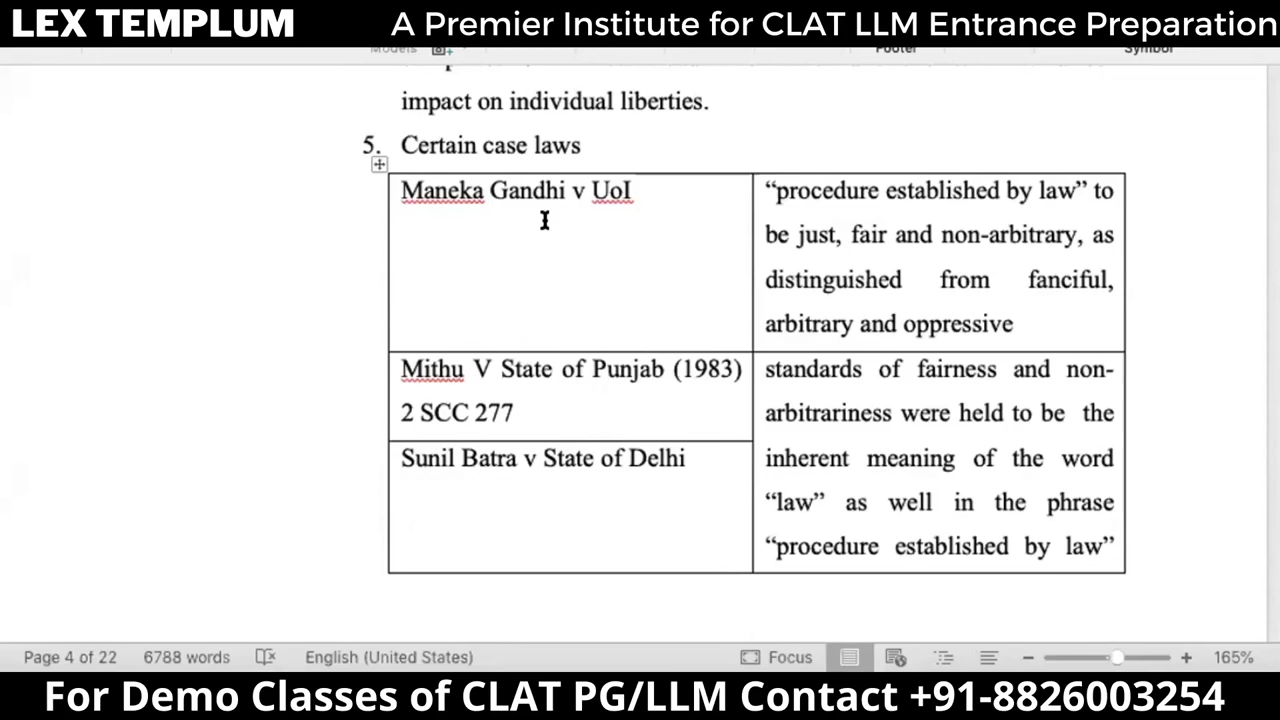 LEX TEMPLUM
A Premier Institute for CLAT LLM Entrance Preparation
impact on individual liberties.
5. Certain case laws
Maneka Gandhi v UoI
“procedure established by law” to
be just, fair and non-arbitrary, as
distinguished from fanciful,
arbitrary and oppressive
Mithu V State of Punjab (1983)
2 SCC 277
Sunil Batra v State of Delhi
standards of fairness and non-
arbitrariness were held to be the
inherent meaning of the word
“law” as well in the phrase
“procedure established by law”
Page 4 of 22
6788 words
English (United States)
Focus
165%
For Demo Classes of CLAT PG/LLM Contact +91-8826003254